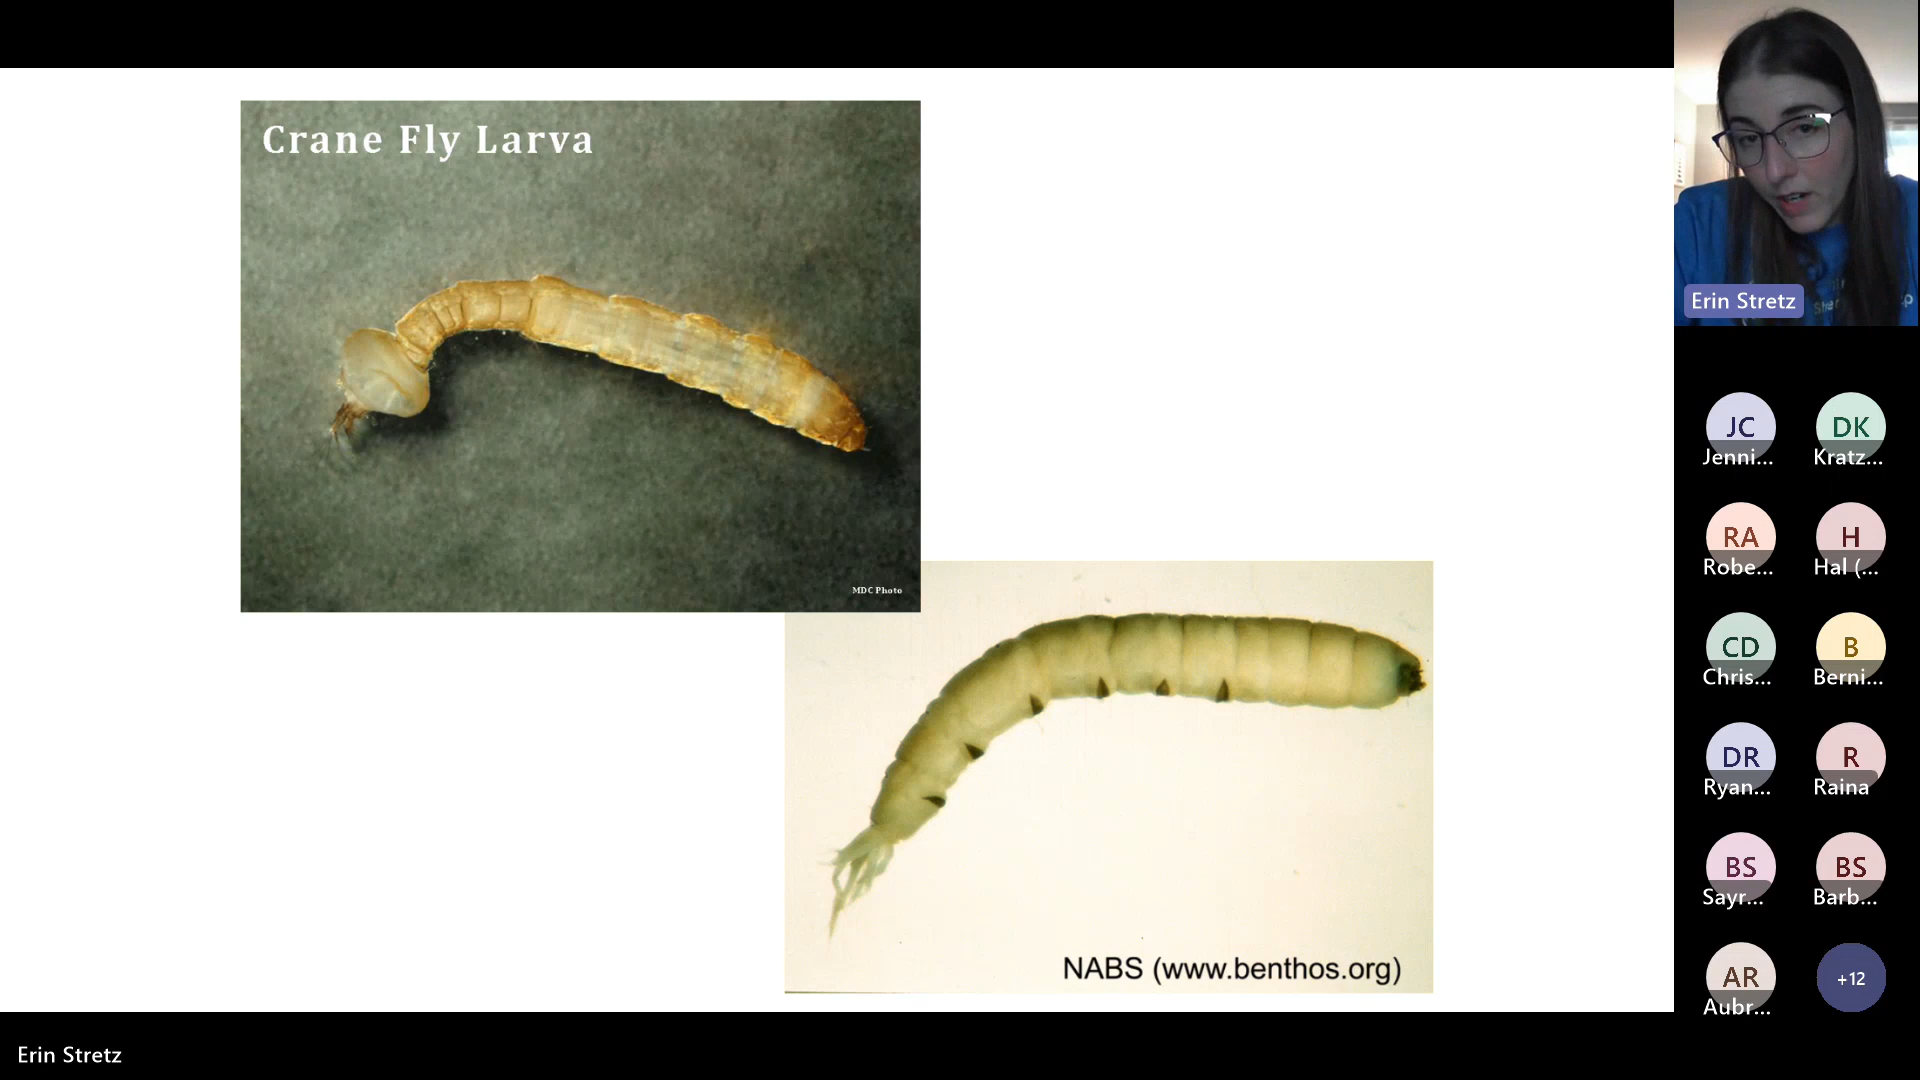 Crane Fly Larva
MDC Photo
NABS (www.benthos.org)
Erin Stretz
JC
Jenni...
DK
Kratz...
RA
Robe...
H
Hal (...
CD
Chris...
B
Berni...
DR
Ryan...
R
Raina
BS
Sayr...
BS
Barb...
AR
Aubr...
+12
Erin Stretz